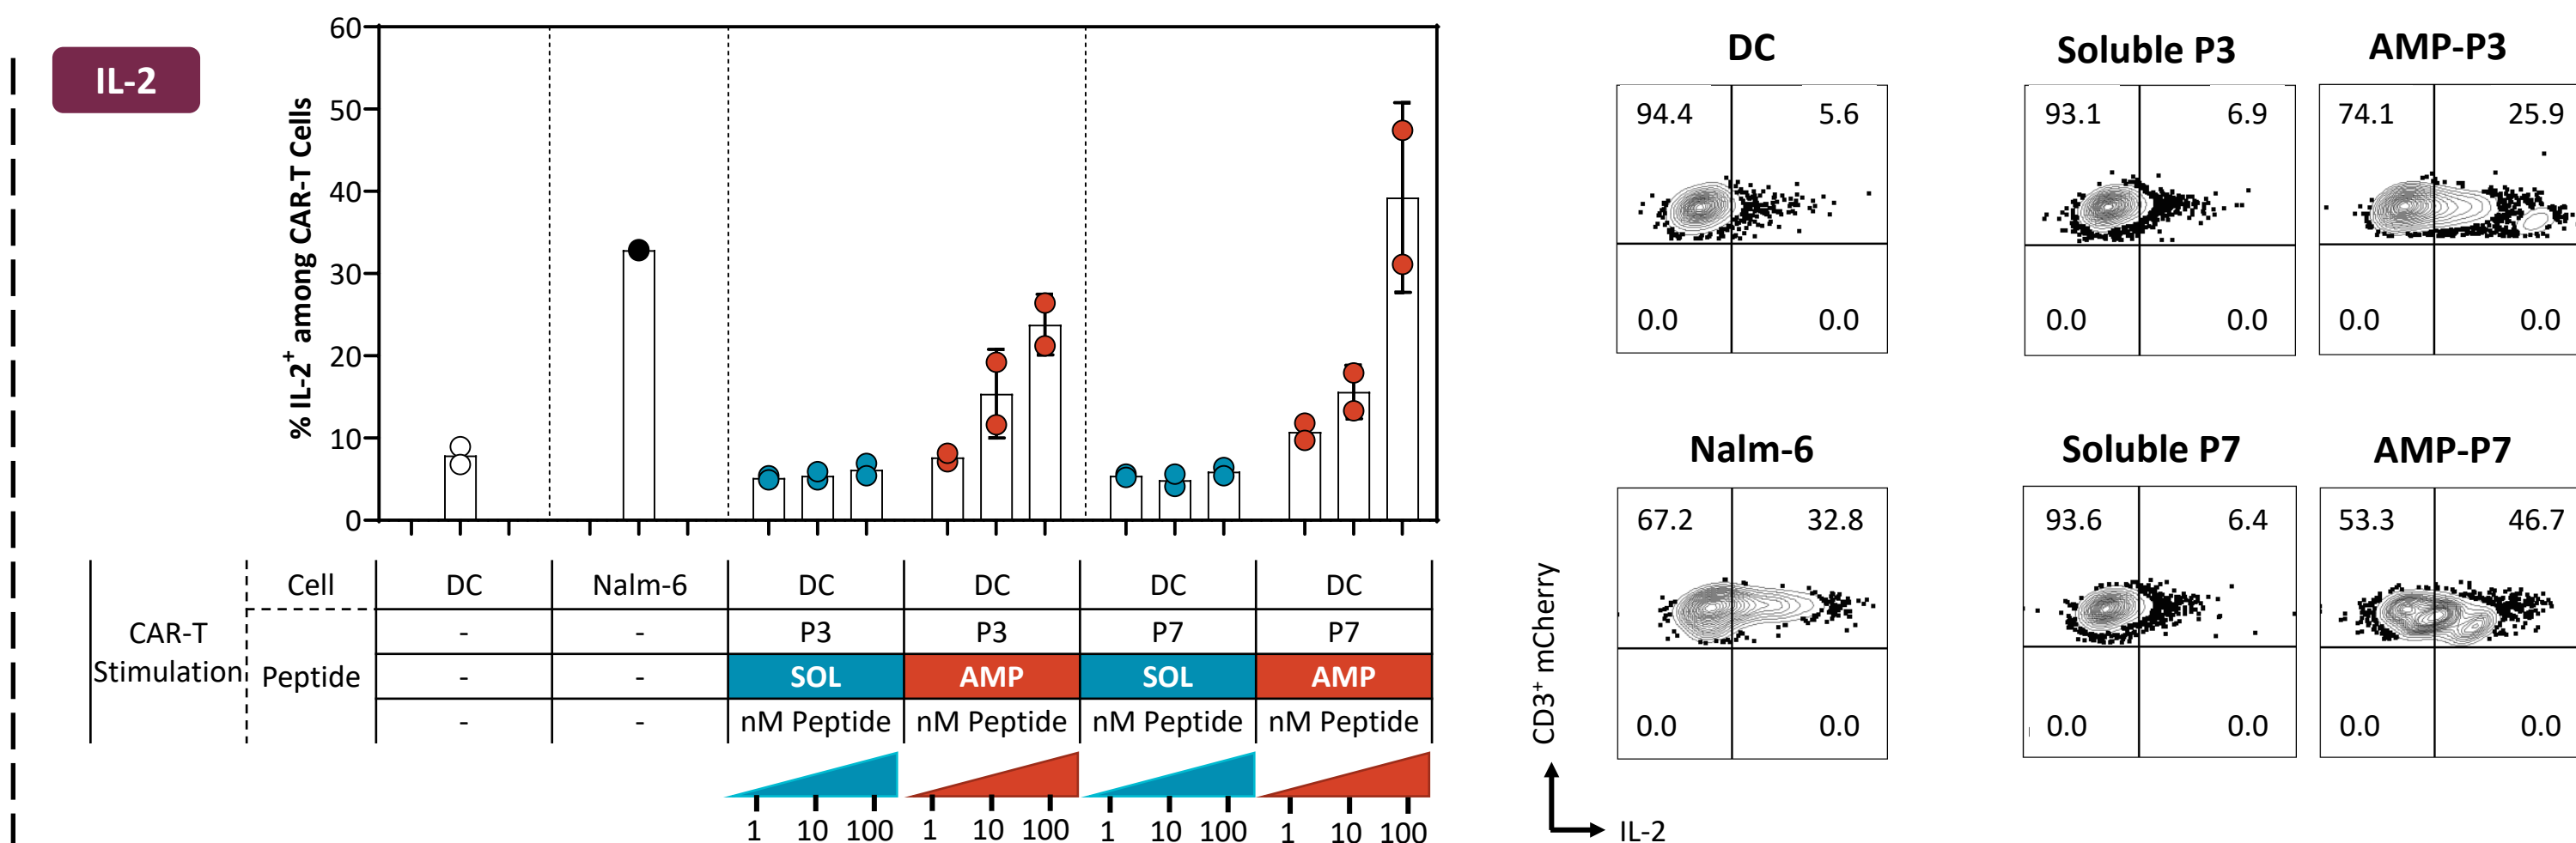 IL-2
% IL-2+ among CAR-T Cells
60
50
40
30
20
10
0
CAR-T
Stimulation
Cell DC Nalm-6 DC DC DC DC
- - P3 P3 P7 P7
Peptide - - SOL AMP SOL AMP
- - nM Peptide nM Peptide nM Peptide nM Peptide
1 10 100 1 10 100 1 10 100 1 10 100
DC
94.4 5.6
0.0 0.0
Soluble P3
93.1 6.9
0.0 0.0
AMP-P3
74.1 25.9
0.0 0.0
Nalm-6
67.2 32.8
0.0 0.0
Soluble P7
93.6 6.4
0.0 0.0
AMP-P7
53.3 46.7
0.0 0.0
CD3+ mCherry
IL-2